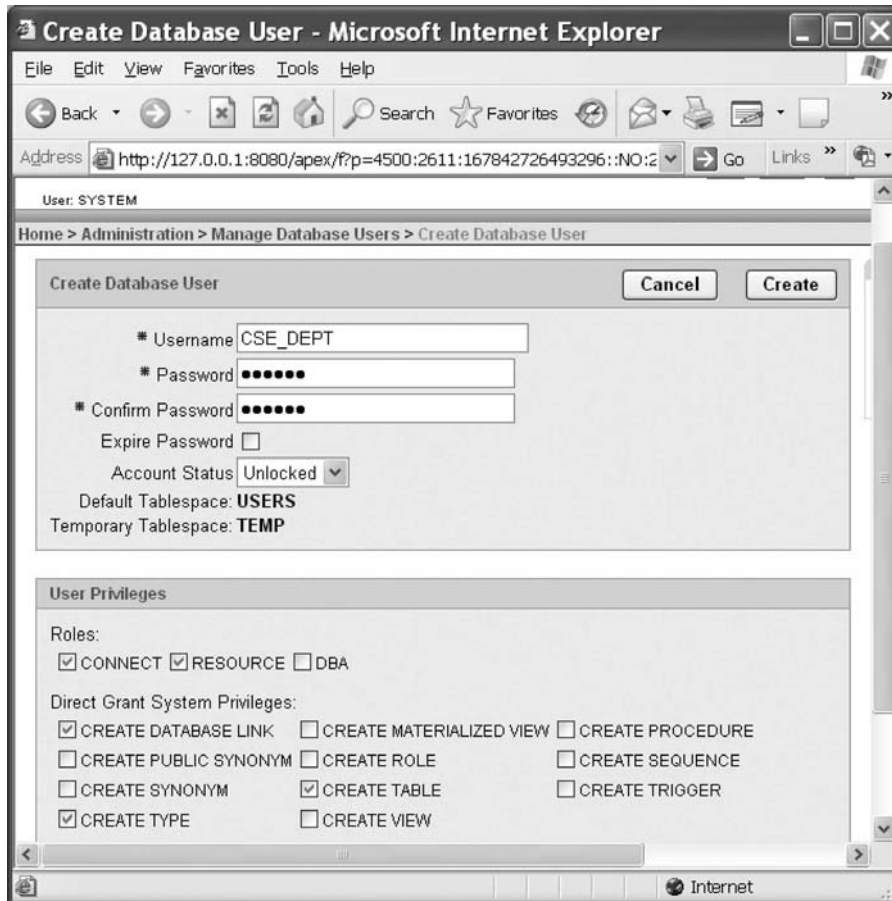 Create Database User - Microsoft Internet Explorer
File Edit View Favorites Tools Help
Back Search Favorites »
Address http://127.0.0.1:8080/apex/f?p=4500:2611:167842726493296::NO:2 Go Links »
User: SYSTEM
Home > Administration > Manage Database Users > Create Database User
Create Database User Cancel Create
* Username CSE_DEPT
* Password ••••••
* Confirm Password ••••••
Expire Password
Account Status Unlocked
Default Tablespace: USERS
Temporary Tablespace: TEMP
User Privileges
Roles:
CONNECT RESOURCE DBA
Direct Grant System Privileges:
CREATE DATABASE LINK CREATE MATERIALIZED VIEW CREATE PROCEDURE
CREATE PUBLIC SYNONYM CREATE ROLE CREATE SEQUENCE
CREATE SYNONYM CREATE TABLE CREATE TRIGGER
CREATE TYPE CREATE VIEW
Internet